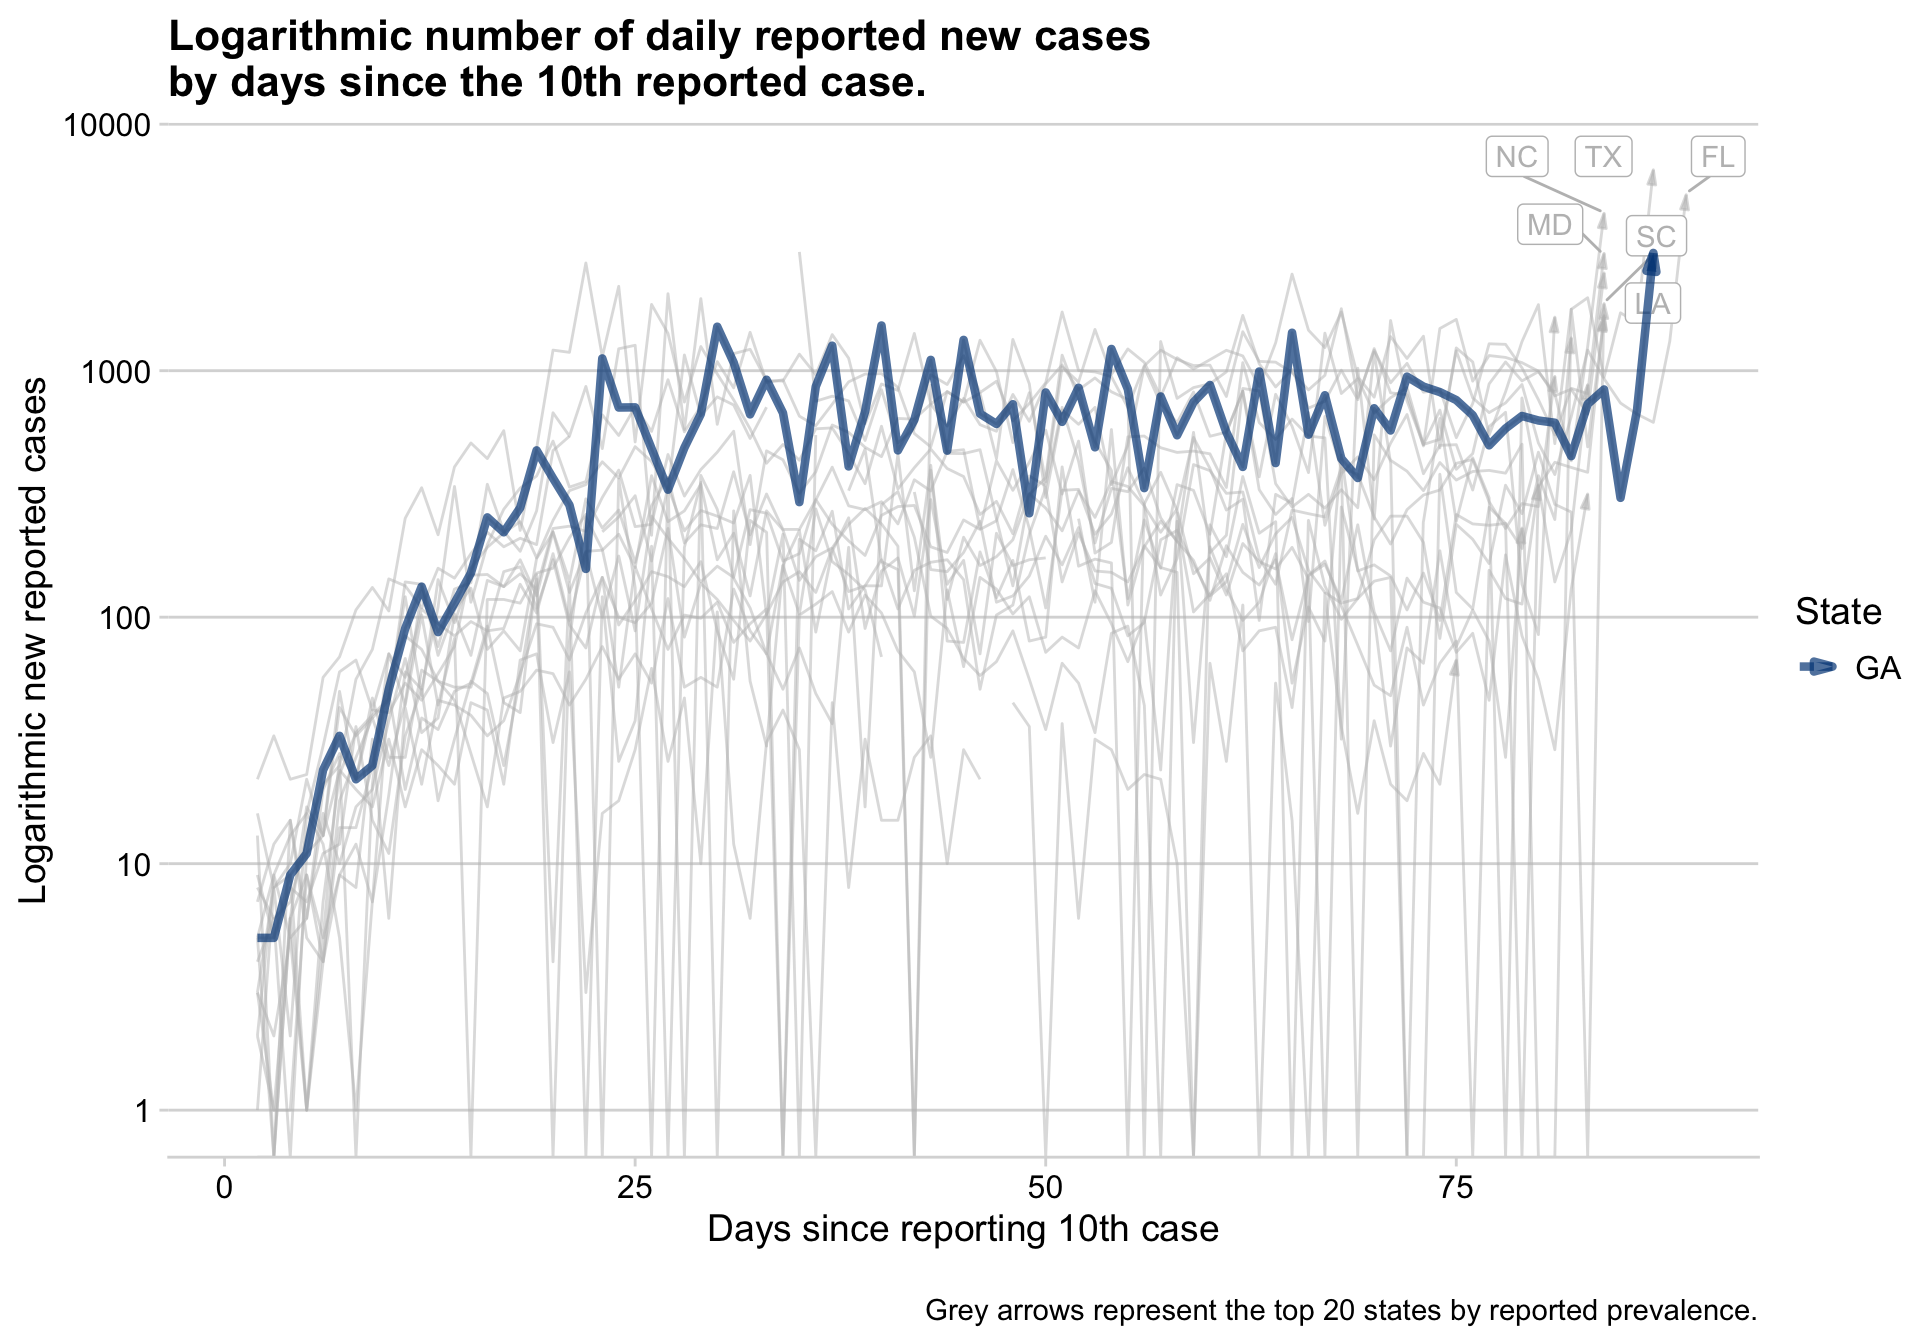 Logarithmic number of daily reported new cases
by days since the 10th reported case.
Logarithmic new reported cases
10000
1000
100
10
1
NC
TX
FL
MD
SC
LA
State
GA
0
25
50
75
Days since reporting 10th case
Grey arrows represent the top 20 states by reported prevalence.